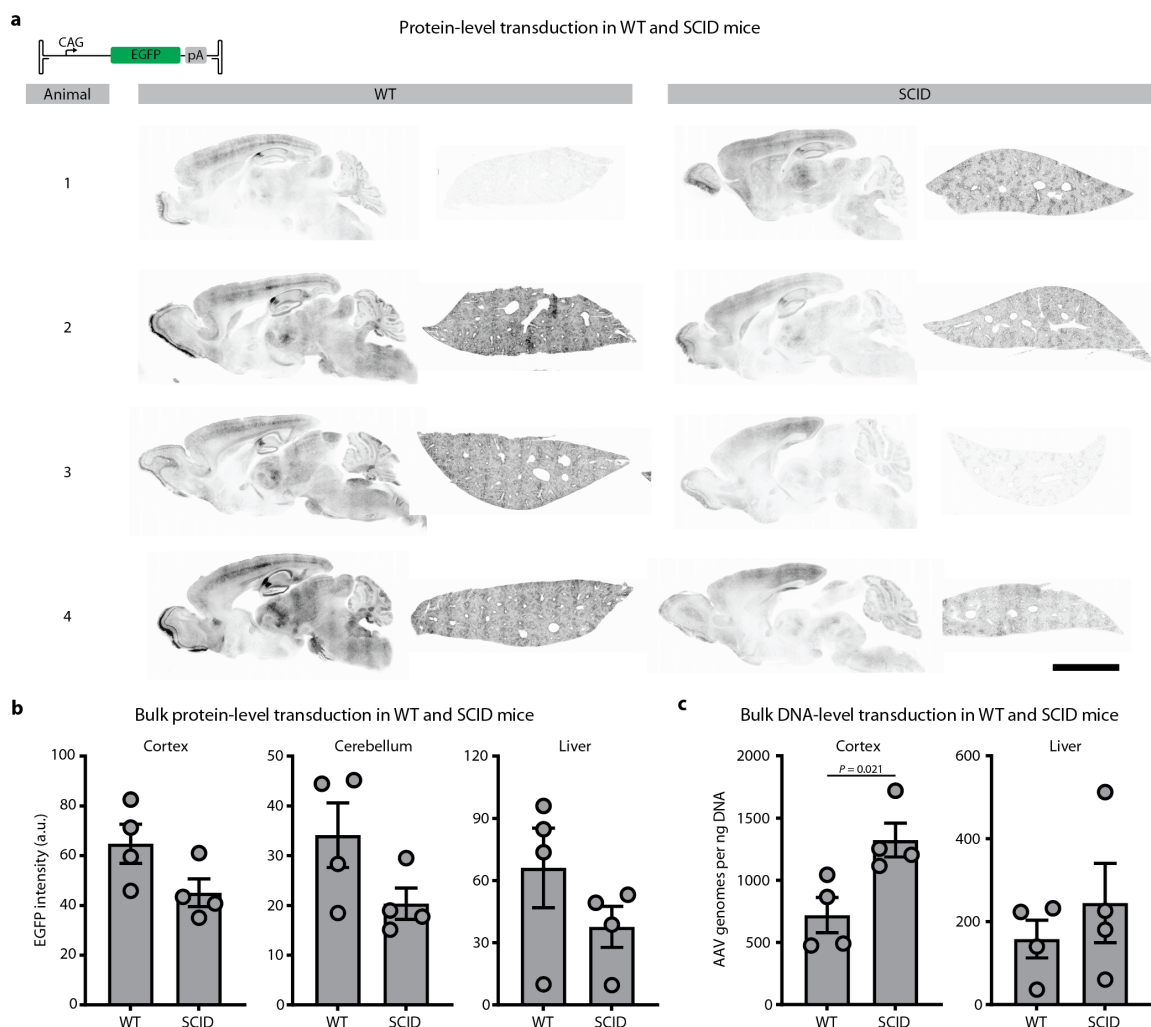 a
Protein-level transduction in WT and SCID mice
CAG
EGFP
pA
Animal
WT
SCID
1
2
3
4
b
Bulk protein-level transduction in WT and SCID mice
Cortex
EGFP intensity (a.u.)
100
80
60
40
20
0
WT
SCID
Cerebellum
50
40
30
20
10
0
WT
SCID
Liver
120
90
60
30
0
WT
SCID
c
Bulk DNA-level transduction in WT and SCID mice
Cortex
P = 0.021
AAV genomes per ng DNA
2000
1500
1000
500
0
WT
SCID
Liver
600
400
200
0
WT
SCID